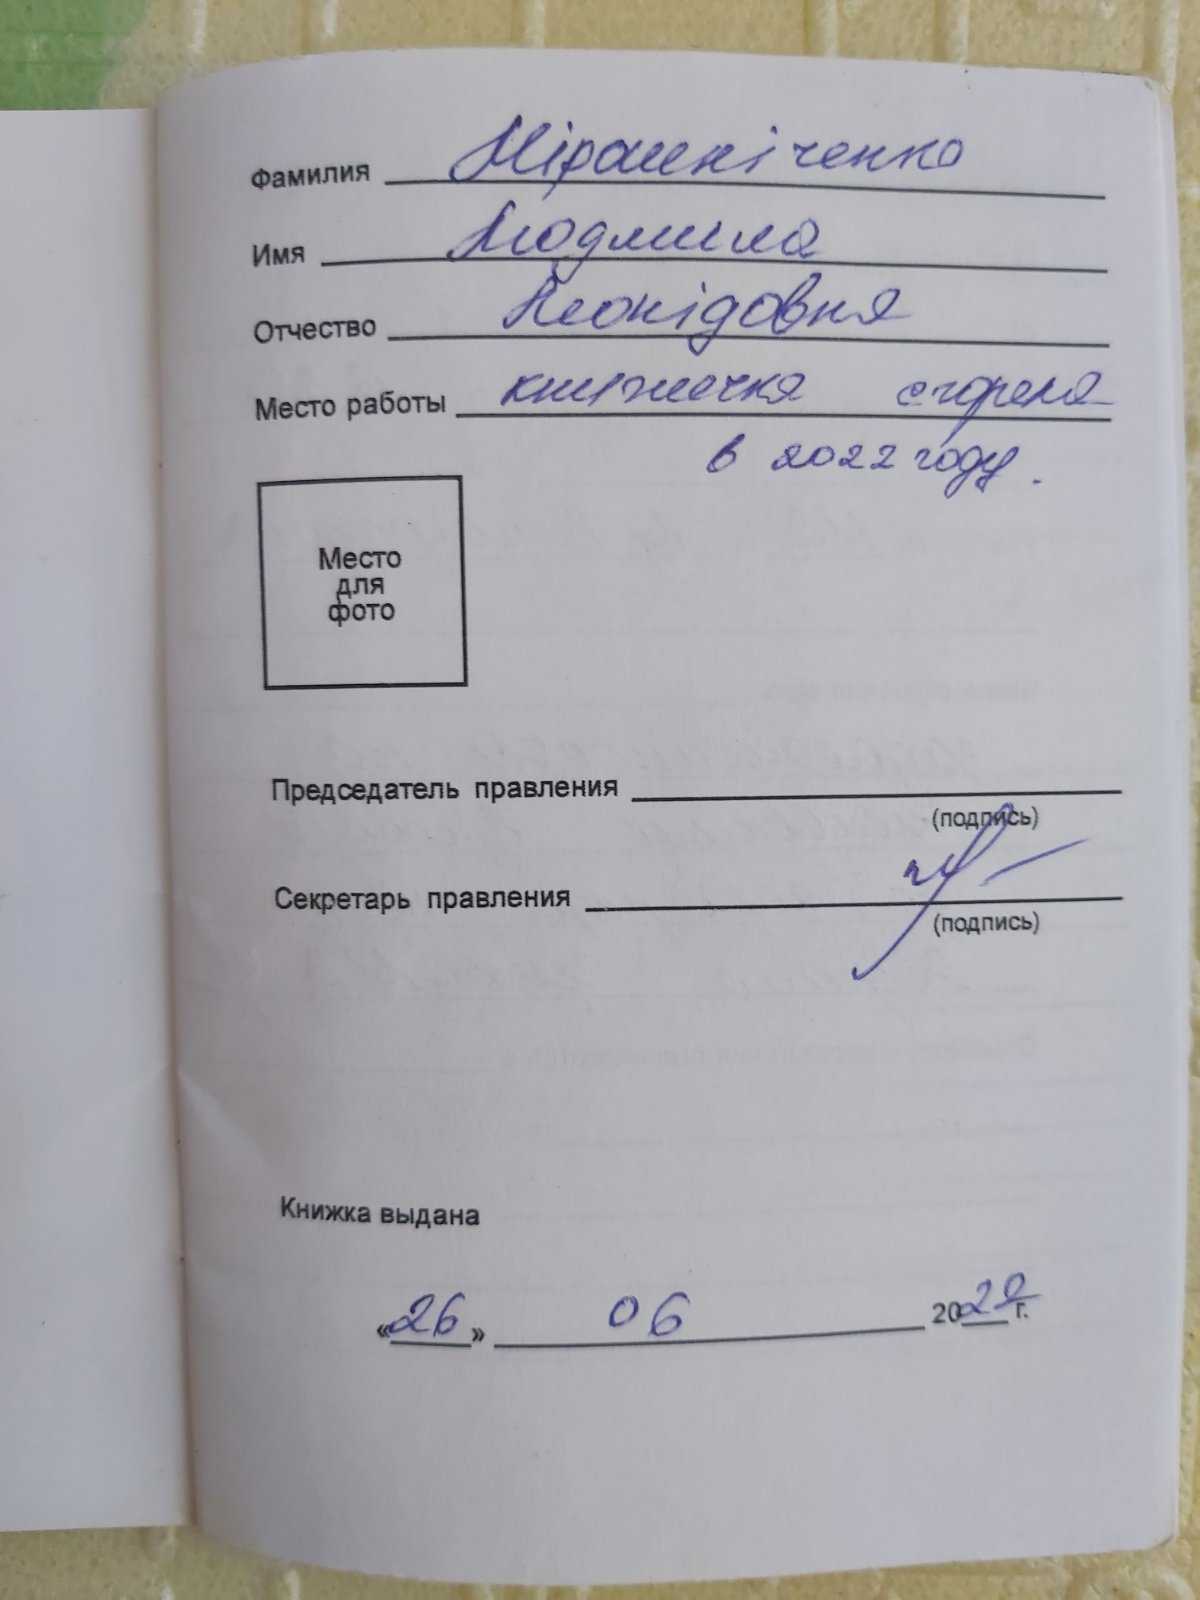 Фамилия Мірошніченко
Имя Людмила
Отчество Леонідовна
Место работы книжечка сгорела
в 2022 году.
Место
для
фото
Председатель правления
(подпись)
Секретарь правления
(подпись)
Книжка выдана
«26» 06 2022 г.